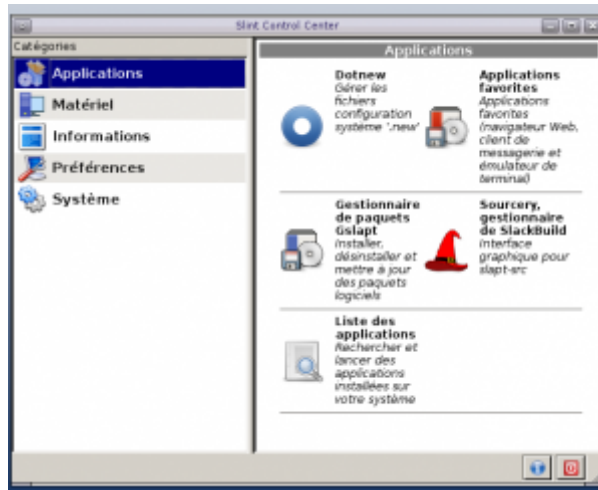 Slint Control Center
Catégories
Applications
Matériel
Informations
Préférences
Système
Applications
Dotnew
Gérer les
fichiers
configuration
système '.new'
Applications
favorites
Applications
favorites
(navigateur Web,
client de
messagerie et
émulateur de
terminal)
Gestionnaire
de paquets
Gslapt
Installer,
désinstaller et
mettre à jour
des paquets
logiciels
Sourcery,
gestionnaire
de SlackBuild
Interface
graphique pour
slapt-src
Liste des
applications
Rechercher et
lancer des
applications
installées sur
votre système